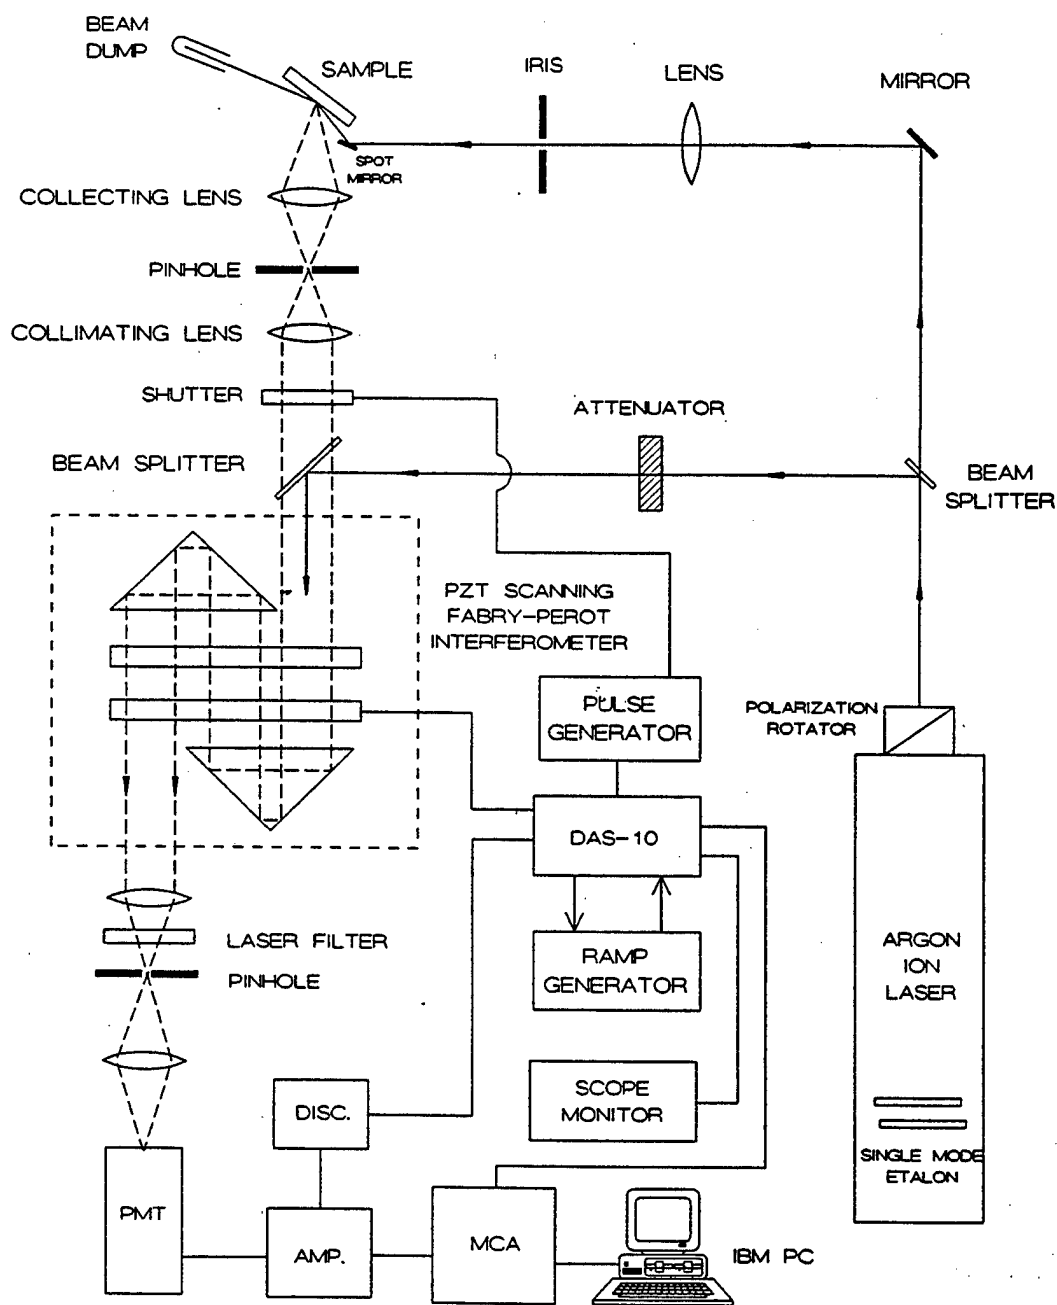 BEAM
DUMP
SAMPLE
IRIS
LENS
MIRROR
SPOT
MIRROR
COLLECTING LENS
PINHOLE
COLLIMATING LENS
SHUTTER
ATTENUATOR
BEAM SPLITTER
BEAM
SPLITTER
PZT SCANNING
FABRY-PEROT
INTERFEROMETER
PULSE
GENERATOR
POLARIZATION
ROTATOR
DAS-10
LASER FILTER
PINHOLE
RAMP
GENERATOR
ARGON
ION
LASER
SCOPE
MONITOR
DISC.
SINGLE MODE
ETALON
PMT
AMP.
MCA
IBM PC